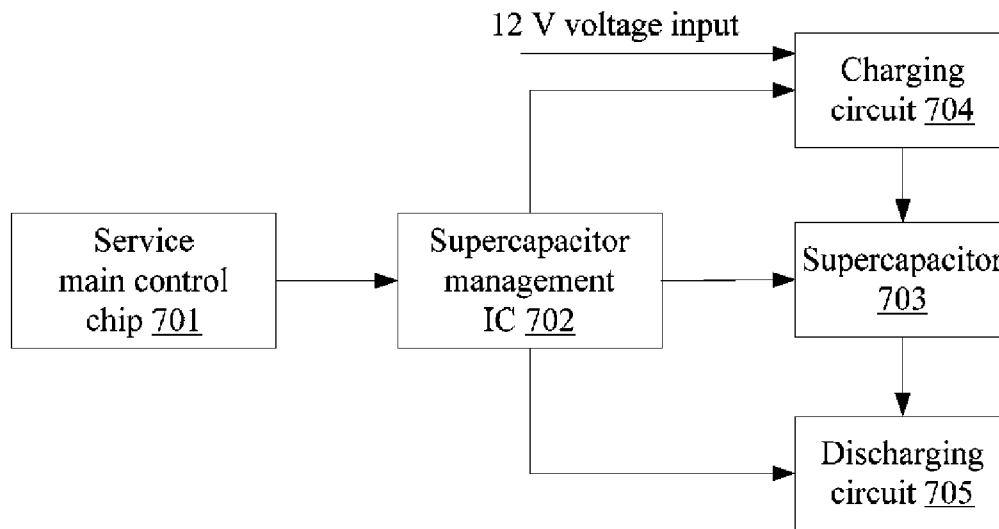 12 V voltage input
Charging
circuit 704
Service
main control
chip 701
Supercapacitor
management
IC 702
Supercapacitor
703
Discharging
circuit 705